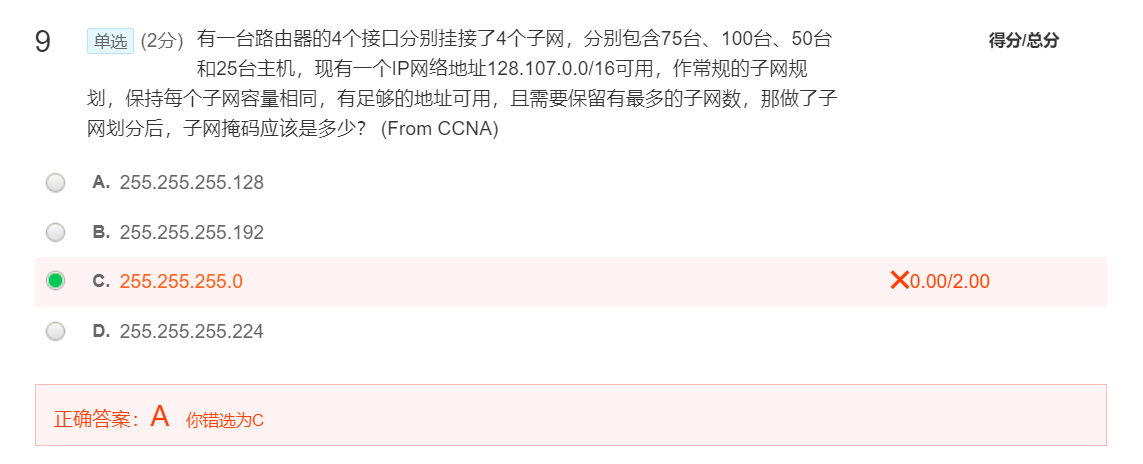 9 单选 (2分) 有一台路由器的4个接口分别挂接了4个子网，分别包含75台、100台、50台 得分/总分
和25台主机，现有一个IP网络地址128.107.0.0/16可用，作常规的子网规
划，保持每个子网容量相同，有足够的地址可用，且需要保留有最多的子网数，那做了子
网划分后，子网掩码应该是多少？ (From CCNA)
A. 255.255.255.128
B. 255.255.255.192
C. 255.255.255.0 ×0.00/2.00
D. 255.255.255.224
正确答案：A 你错选为C